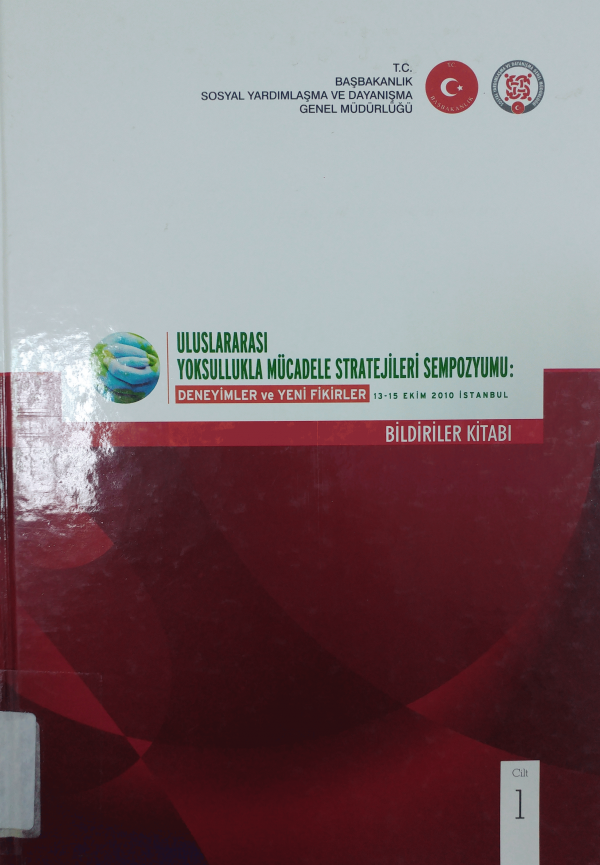 T.C.
BAŞBAKANLIK
SOSYAL YARDIMLAŞMA VE DAYANIŞMA
GENEL MÜDÜRLÜĞÜ
T.C.
BAŞBAKANLIK
ULUSLARARASI
YOKSULLUKLA MÜCADELE STRATEJİLERİ SEMPOZYUMU:
DENEYİMLER ve YENİ FİKİRLER 13-15 EKİM 2010 İSTANBUL
BİLDİRİLER KİTABI
Cilt
1